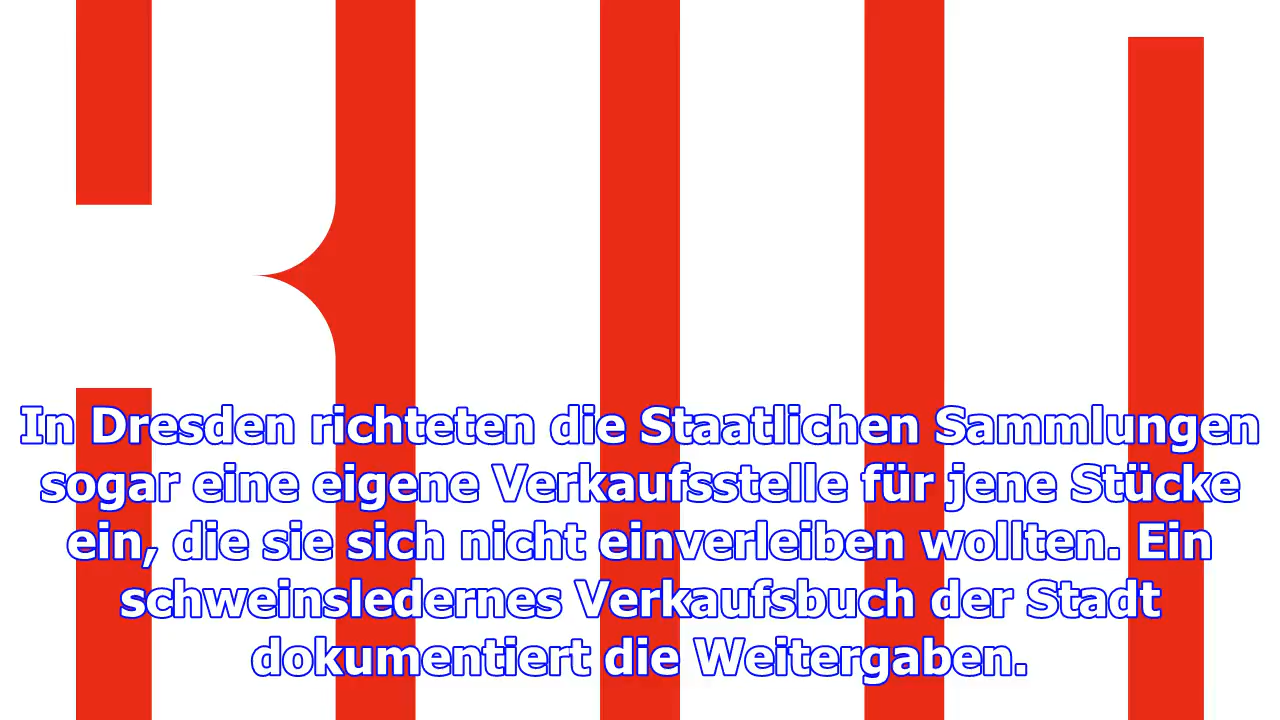 In Dresden richteten die Staatlichen Sammlungen
sogar eine eigene Verkaufsstelle für jene Stücke
ein, die sie sich nicht einverleiben wollten. Ein
schweinsledernes Verkaufsbuch der Stadt
dokumentiert die Weitergaben.